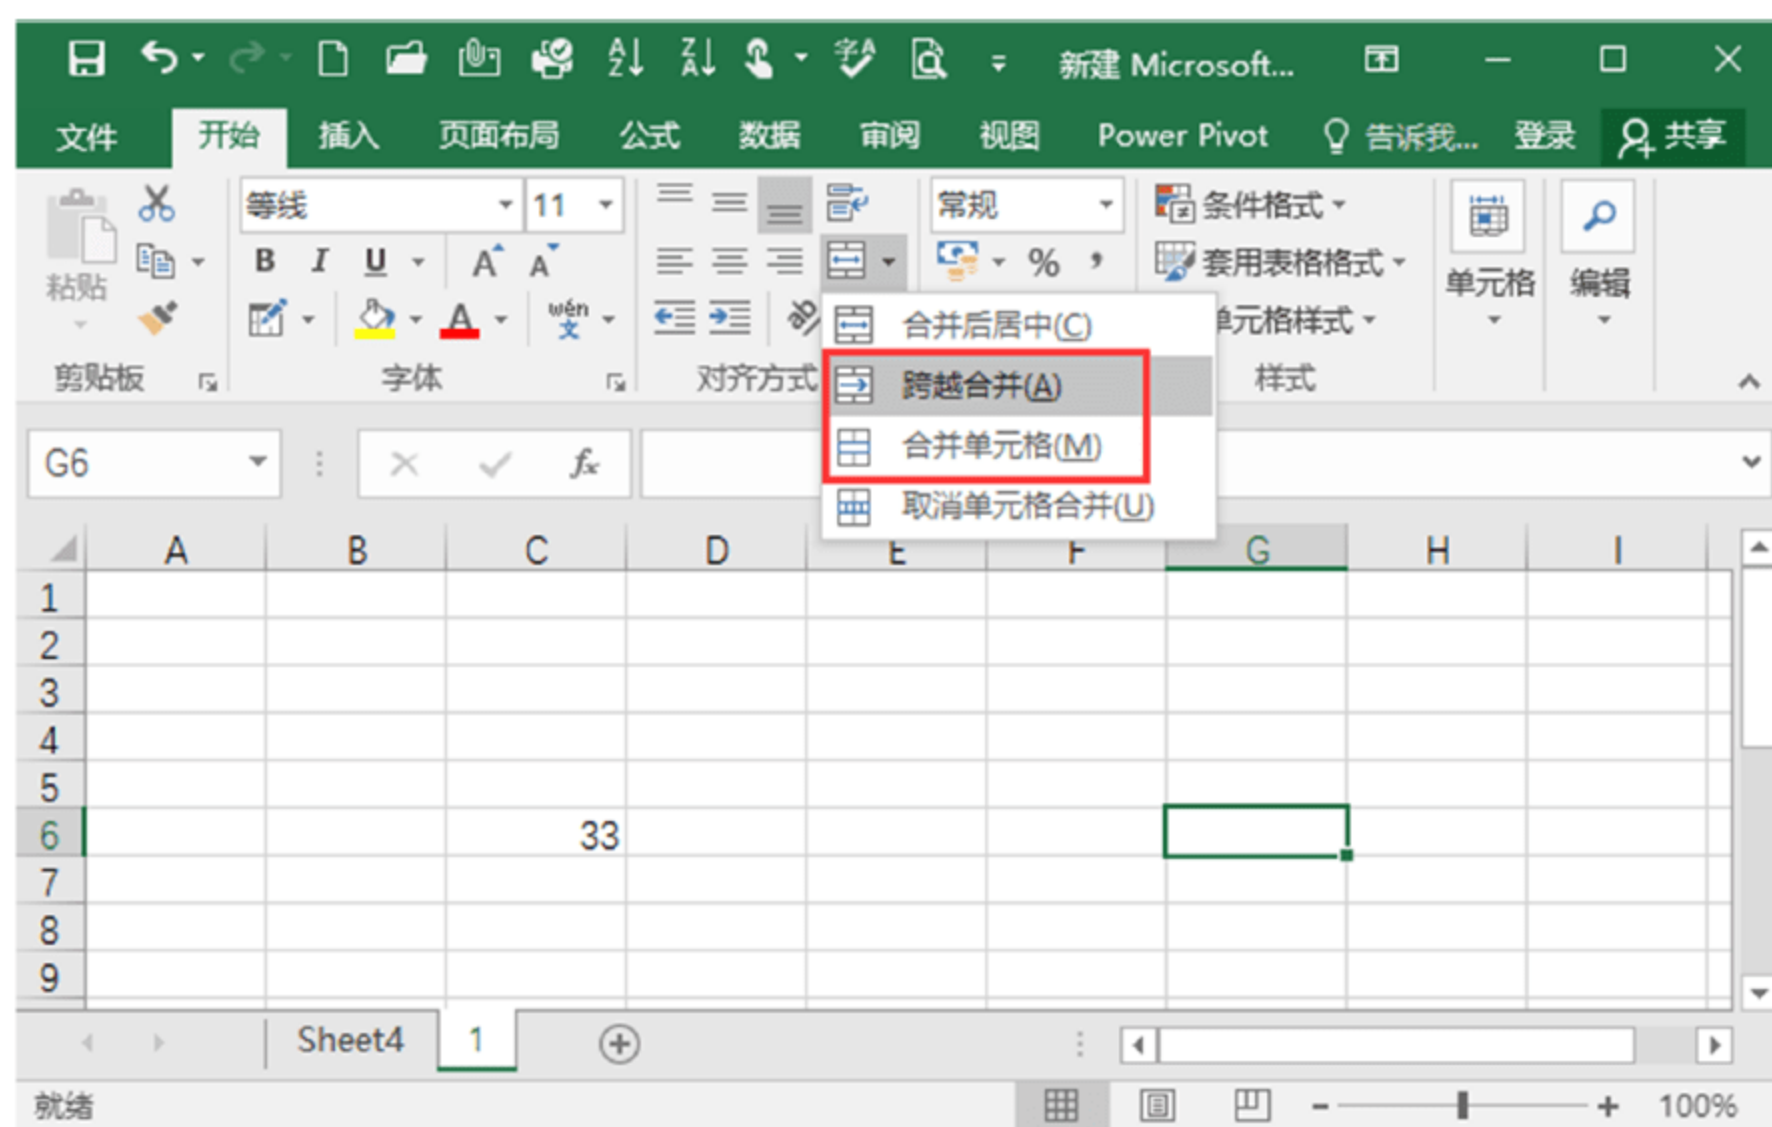 新建 Microsoft...
文件 开始 插入 页面布局 公式 数据 审阅 视图 Power Pivot 告诉我... 登录 共享
等线 11 常规 条件格式
粘贴 B I U A A % , 套用表格格式 单元格 编辑
A wén 文 ab 合并后居中(C) 单元格样式
剪贴板 字体 对齐方式 跨越合并(A) 样式
G6 fx 合并单元格(M)
取消单元格合并(U)
A B C D E F G H I
1
2
3
4
5
6 33
7
8
9
Sheet4 1
就绪 100%